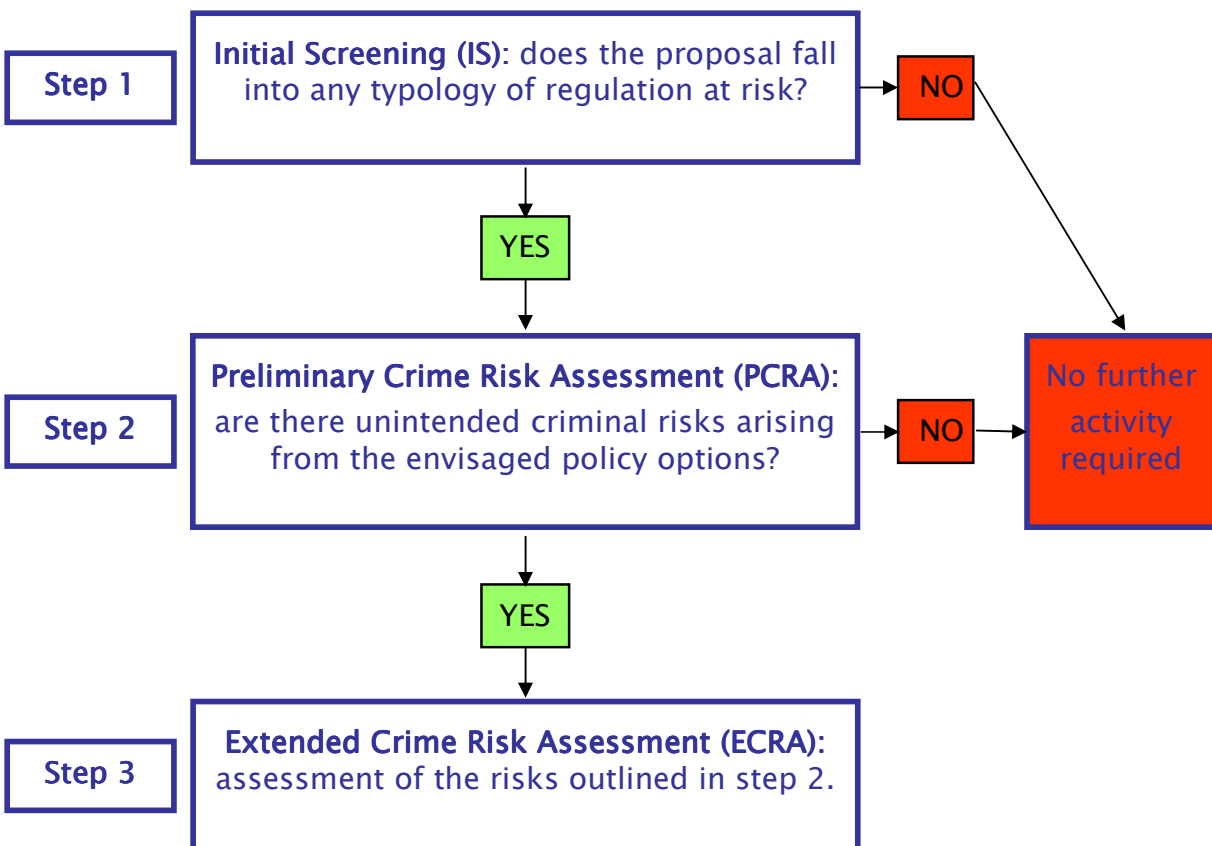 Step 1
Initial Screening (IS): does the proposal fall
into any typology of regulation at risk?
NO
YES
Step 2
Preliminary Crime Risk Assessment (PCRA):
are there unintended criminal risks arising
from the envisaged policy options?
NO
No further
activity
required
YES
Step 3
Extended Crime Risk Assessment (ECRA):
assessment of the risks outlined in step 2.